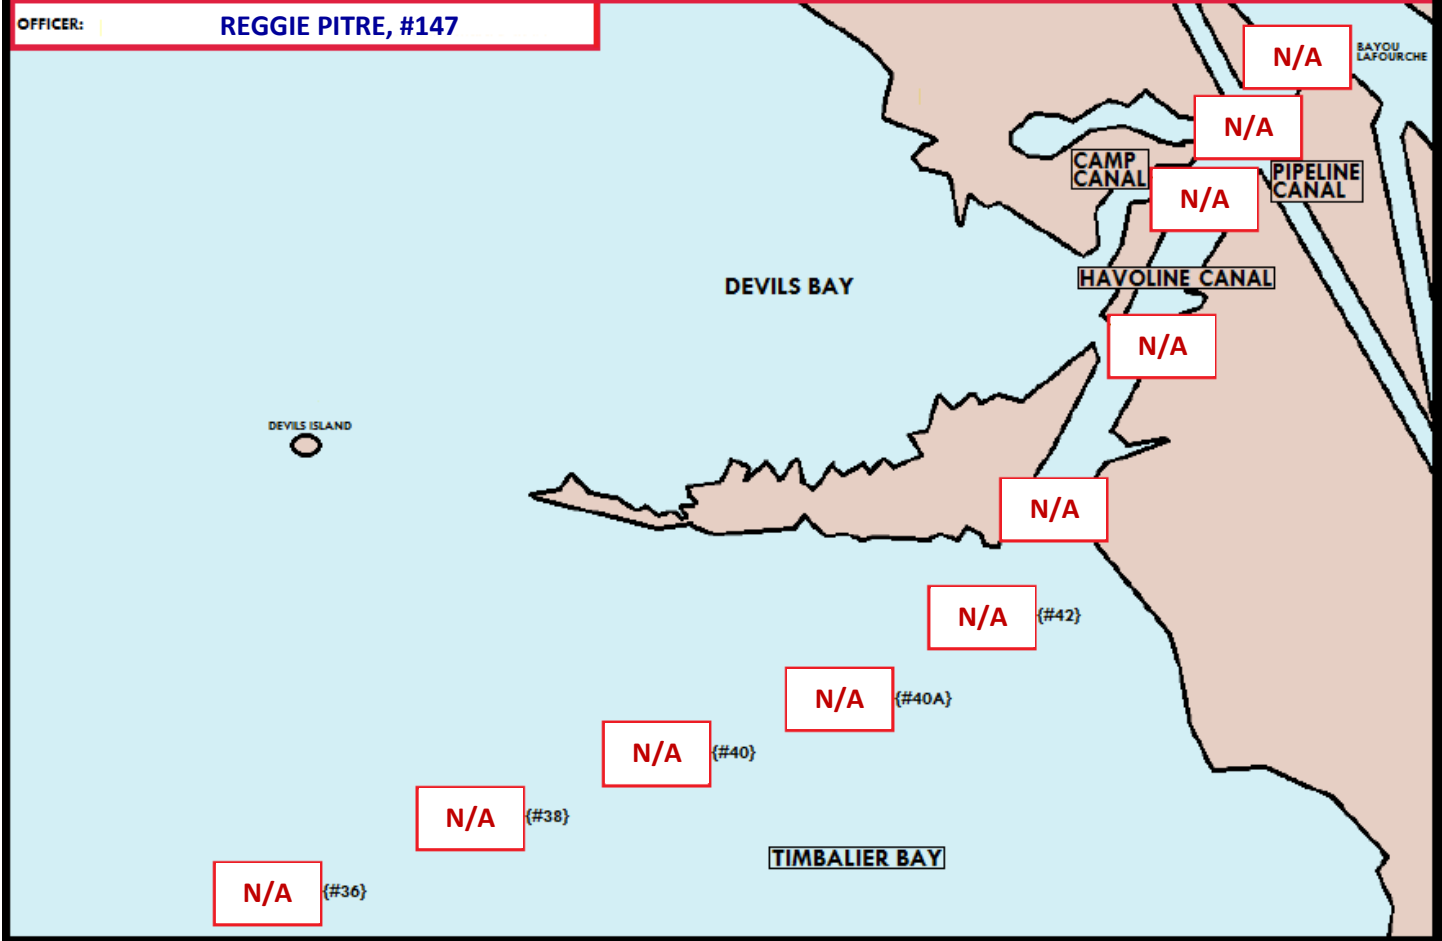 OFFICER: REGGIE PITRE, #147
N/A
BAYOU
LAFOURCHE
N/A
CAMP
CANAL
PIPELINE
CANAL
N/A
HAVOLINE CANAL
DEVILS BAY
N/A
DEVILS ISLAND
N/A
N/A {#42}
N/A {#40A}
N/A {#40}
N/A {#38}
TIMBALIER BAY
N/A {#36}